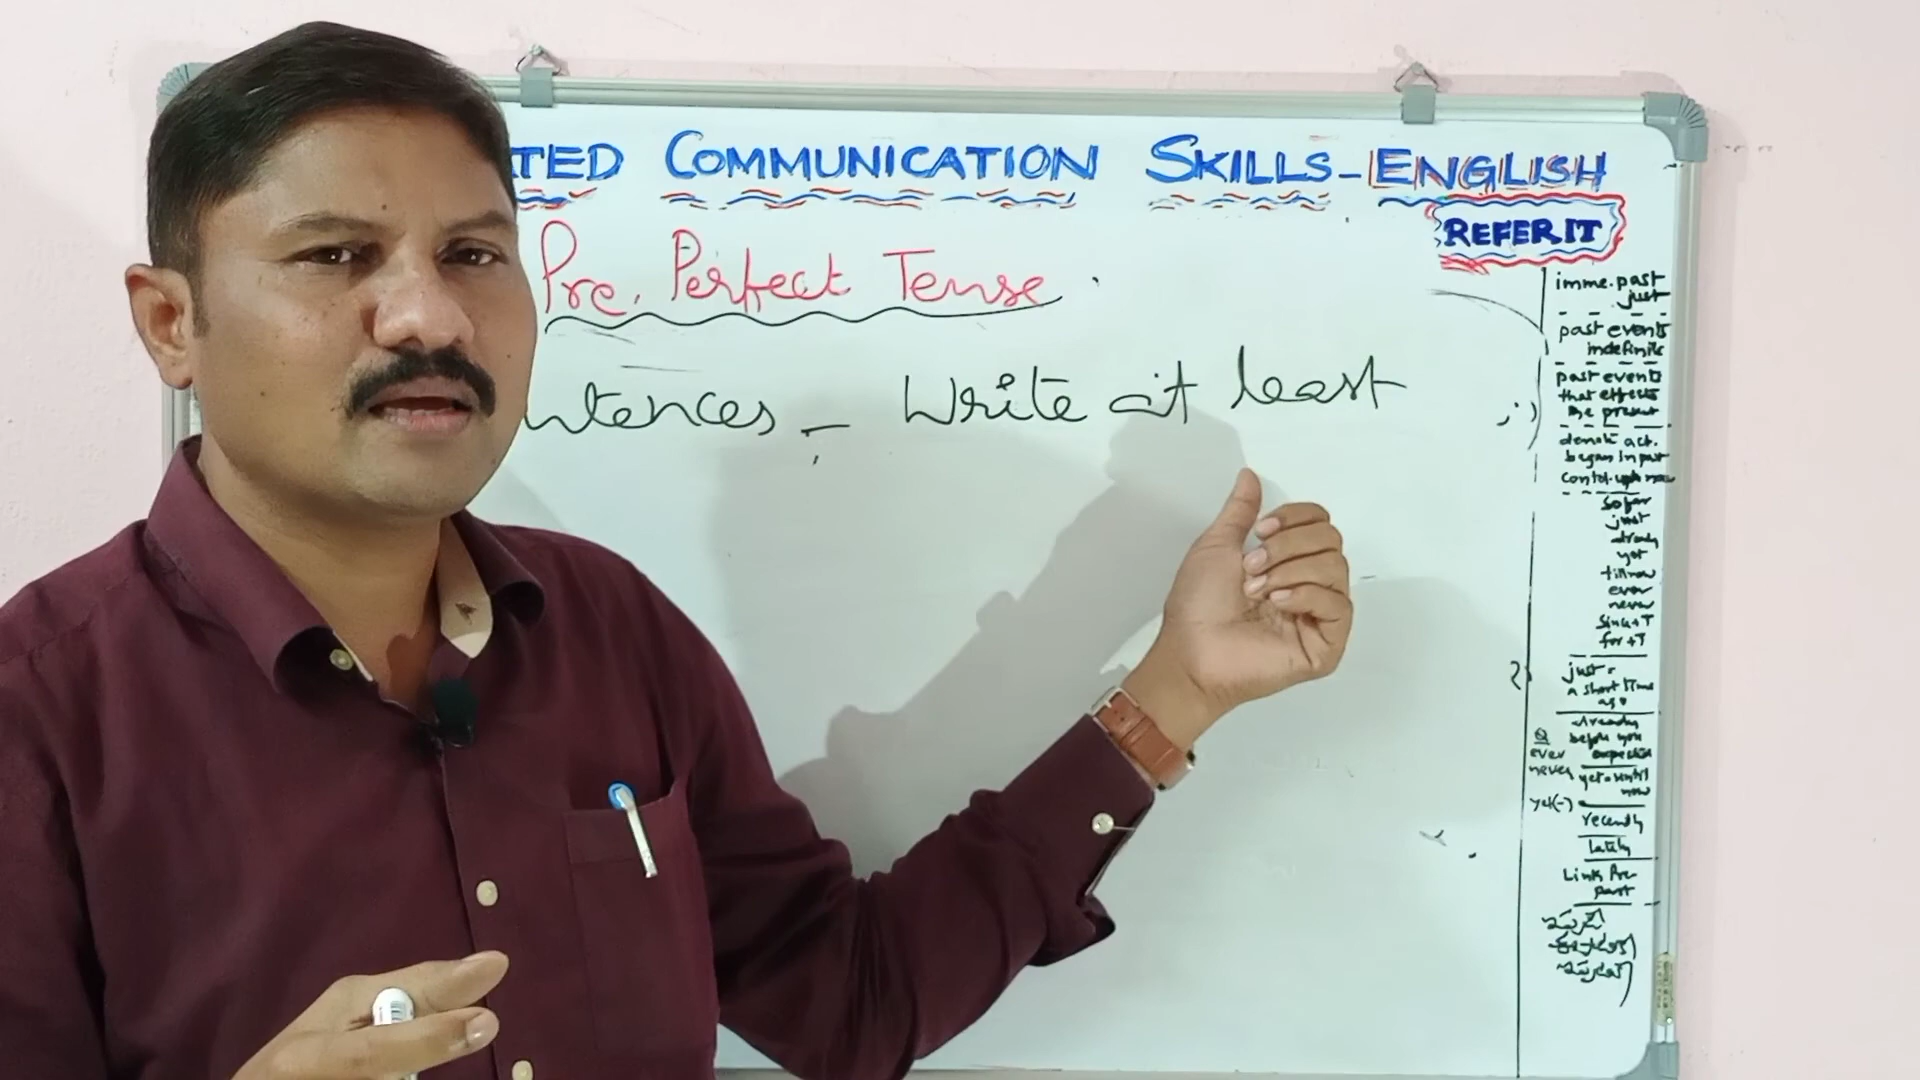 TED COMMUNICATION SKILLS-ENGLISH
REFER IT
Pre. Perfect Tense.
ntences - Write at least
imme. past
just
past events
indefinite
past events
that effects
the present
denote act.
began in past
contd. upto now
so far
just
already
yet
till now
ever
never
since+T
for+T
just =
a short time
ago
already
before you
expectation
Q
ever
never
yet = until
now
yet(-)
recently
lately
Link Pre
past